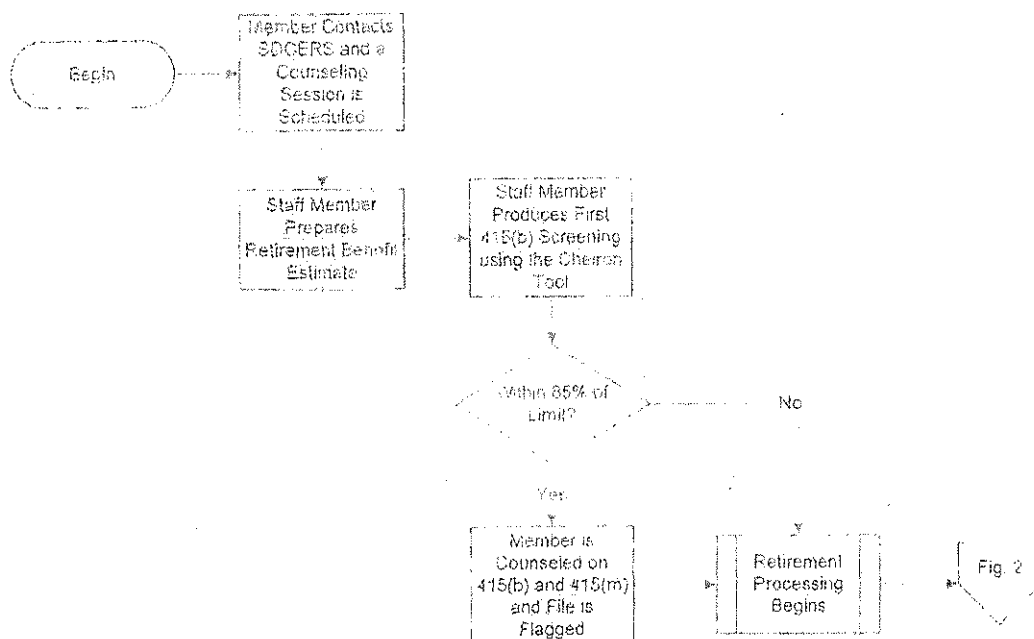 Begin
Member Contacts
SDCERS and a
Counseling
Session is
Scheduled
Staff Member
Prepares
Retirement Benefit
Estimate
Staff Member
Produces First
415(b) Screening
using the Cheiron
Tool
Within 85% of
Limit?
No
Yes
Member is
Counseled on
415(b) and 415(m)
and File is
Flagged
Retirement
Processing
Begins
Fig. 2